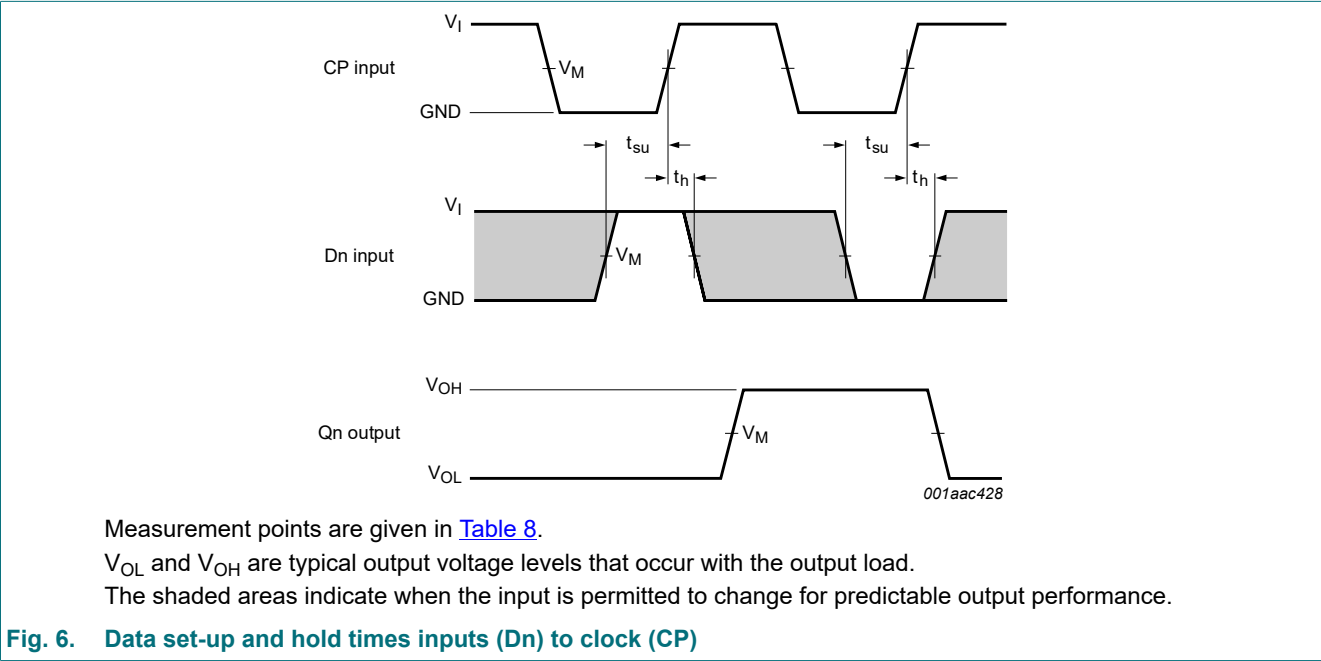 VI
CP input
VM
GND
tsu
tsu
th
th
VI
Dn input
VM
GND
VOH
Qn output
VM
VOL
001aac428
Measurement points are given in Table 8.
VOL and VOH are typical output voltage levels that occur with the output load.
The shaded areas indicate when the input is permitted to change for predictable output performance.
Fig. 6. Data set-up and hold times inputs (Dn) to clock (CP)